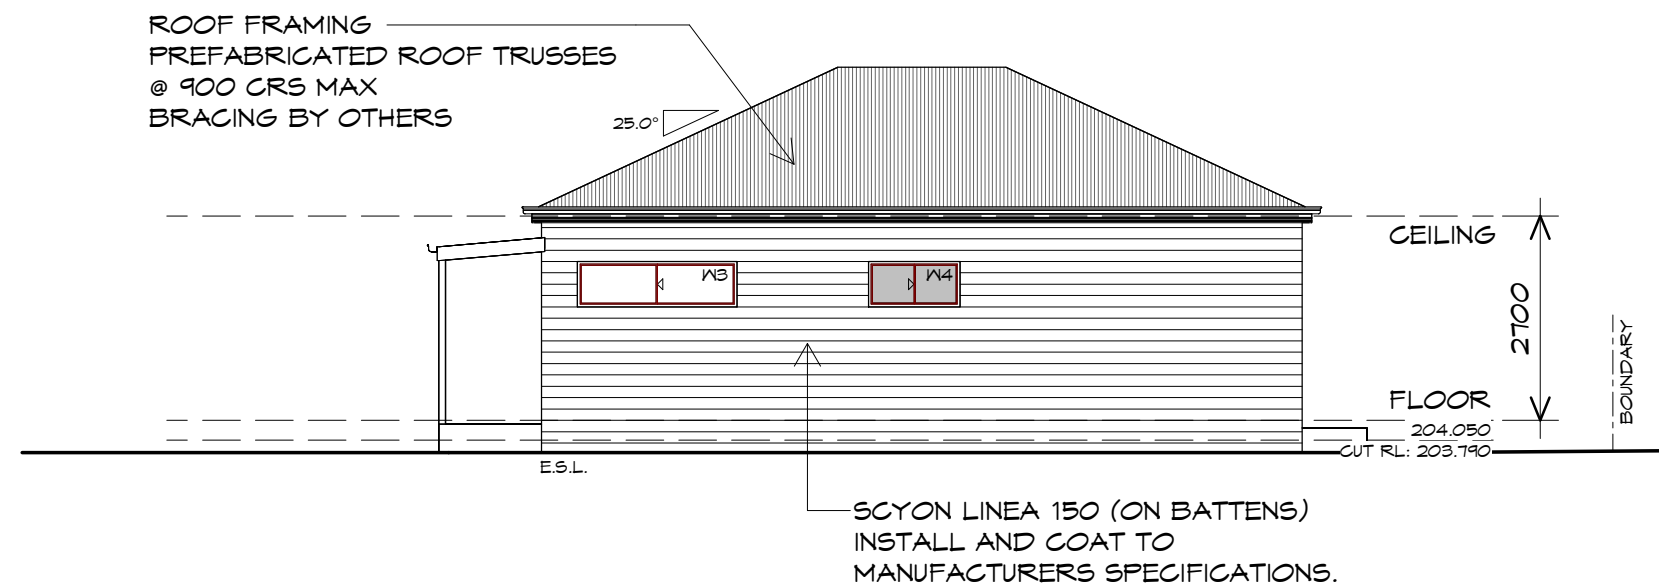 ROOF FRAMING
PREFABRICATED ROOF TRUSSES
@ 900 CRS MAX
BRACING BY OTHERS
25.0°
CEILING
W3
W4
2700
BOUNDARY
FLOOR
204.050
CUT RL: 203.790
E.S.L.
SCYON LINEA 150 (ON BATTENS)
INSTALL AND COAT TO
MANUFACTURERS SPECIFICATIONS.